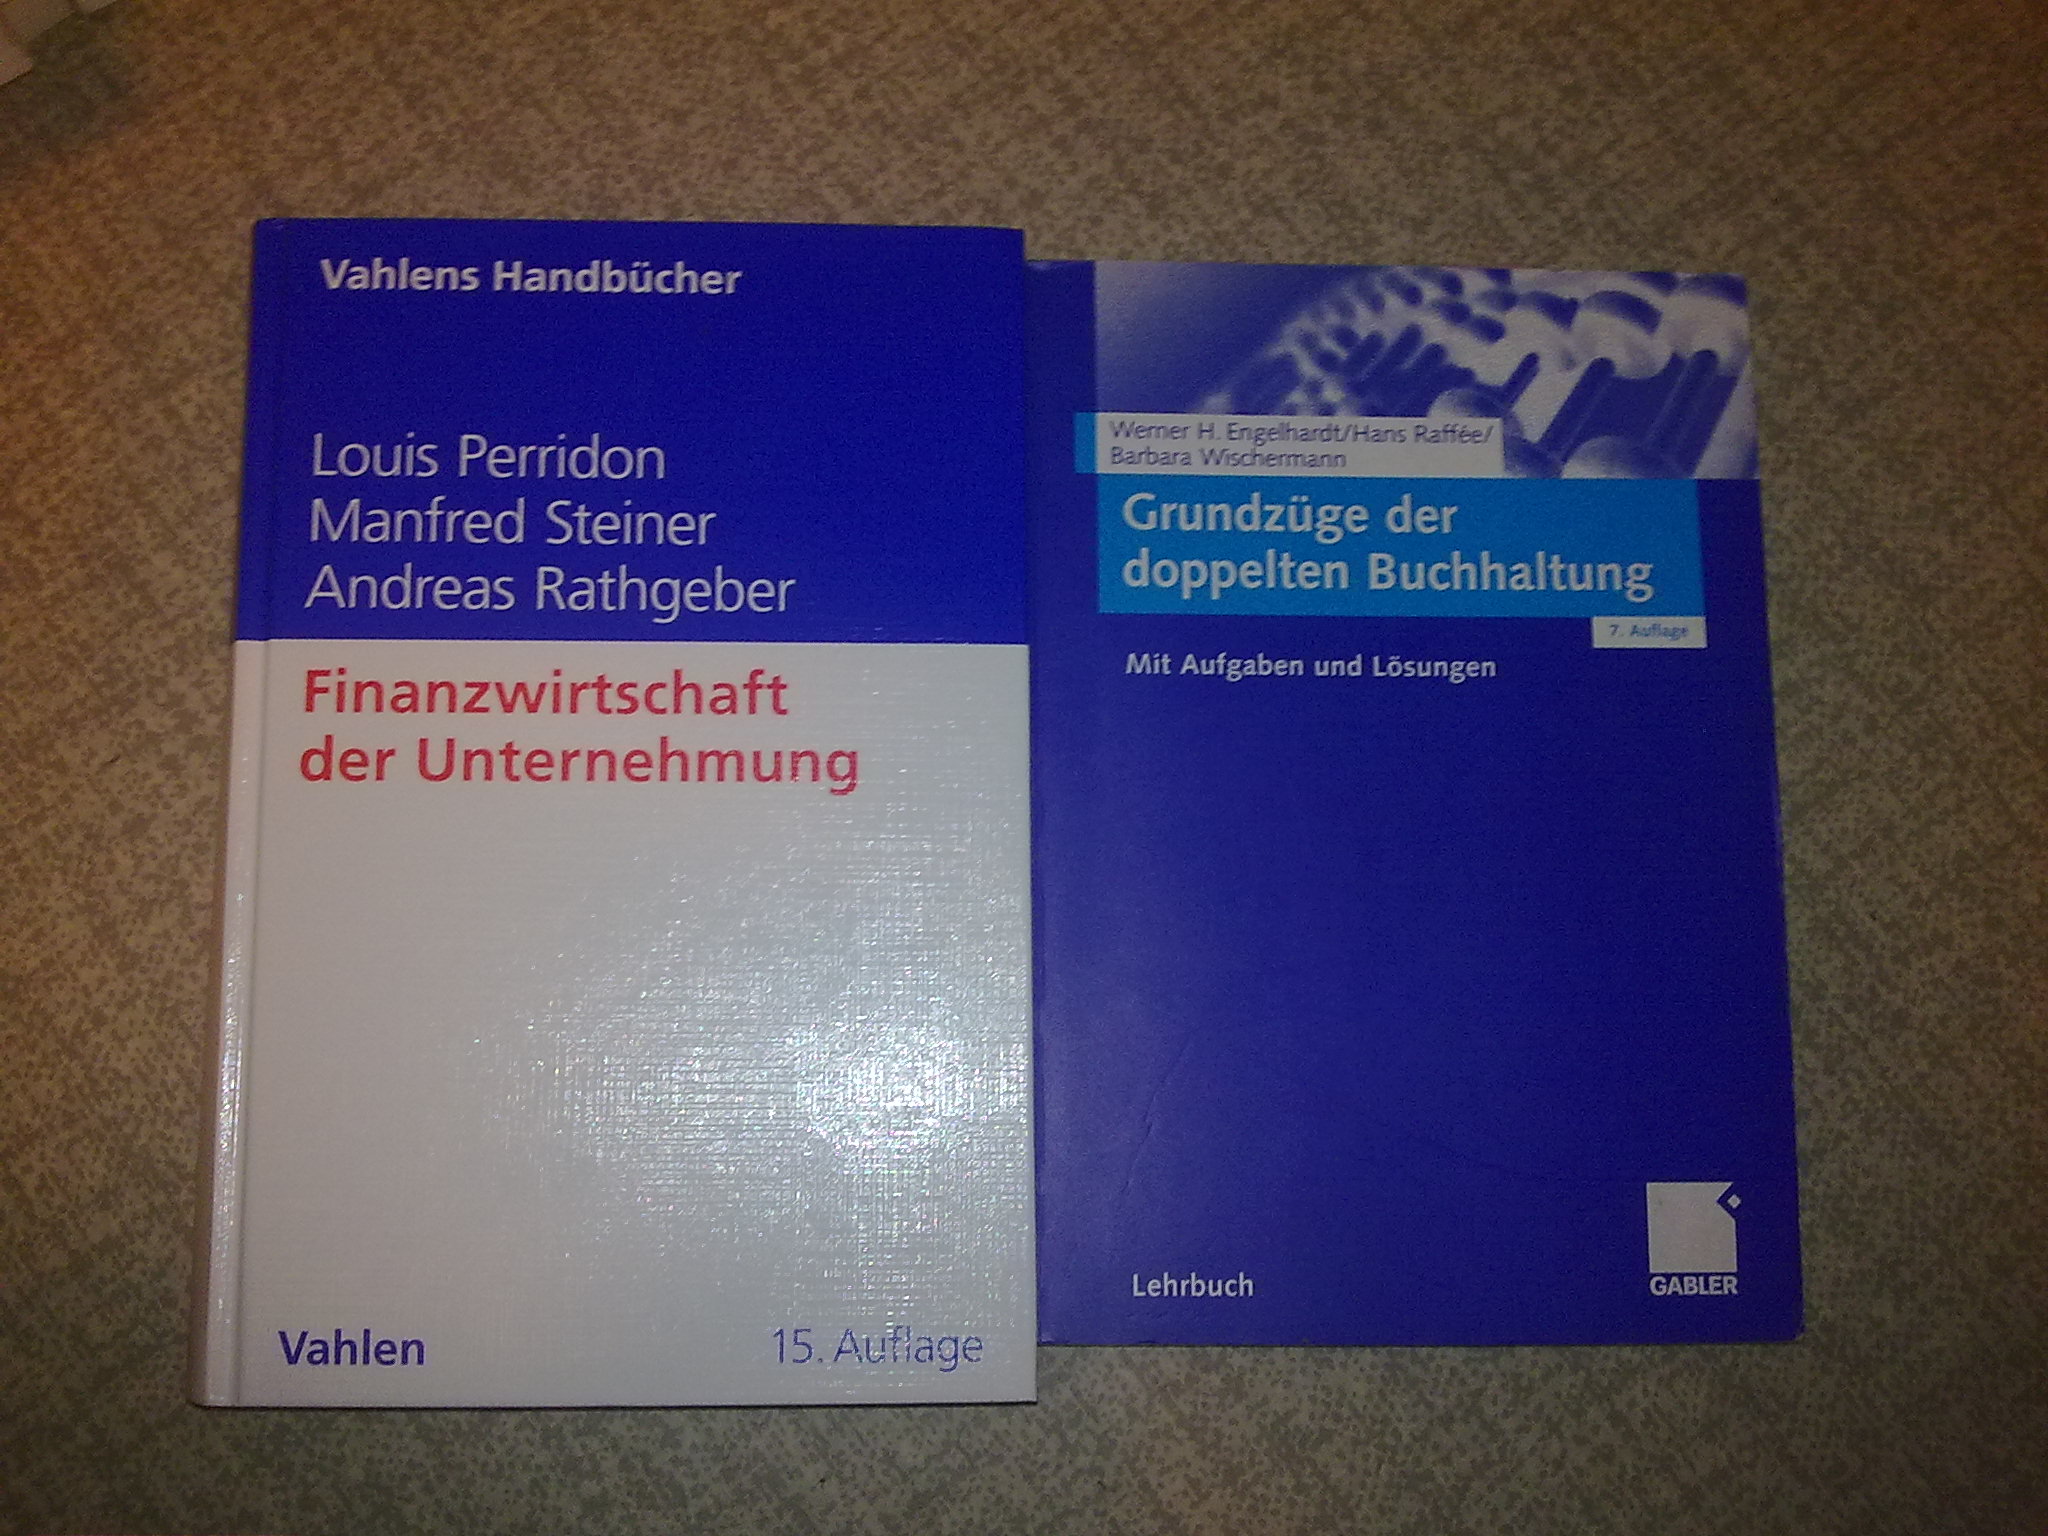 Vahlens Handbücher
Louis Perridon
Manfred Steiner
Andreas Rathgeber
Finanzwirtschaft
der Unternehmung
Vahlen
15. Auflage
Werner H. Engelhardt/Hans Raffée/
Barbara Wischermann
Grundzüge der
doppelten Buchhaltung
7. Auflage
Mit Aufgaben und Lösungen
Lehrbuch
GABLER